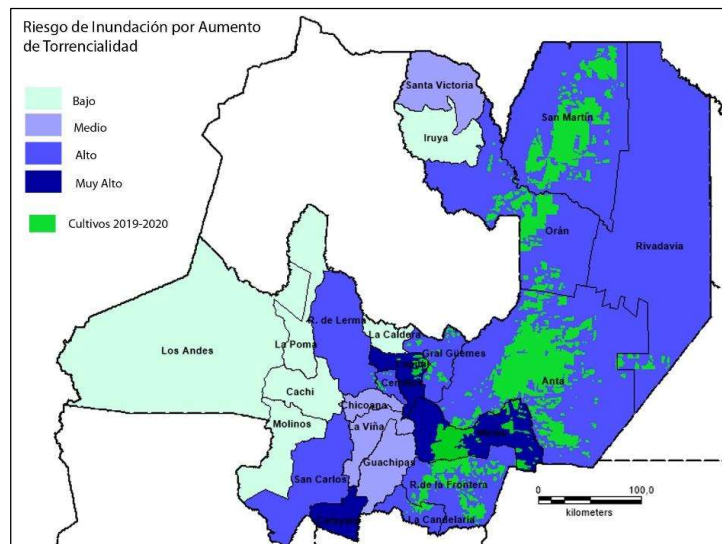 Riesgo de Inundación por Aumento
de Torrencialidad
Bajo
Medio
Alto
Muy Alto
Cultivos 2019-2020
Santa Victoria
Iruya
San Martín
Orán
Rivadavia
R. de Lerma
La Caldera
Los Andes
La Poma
Gral Guemes
Anta
Cachi
Chicoana
Molinos
La Viña
Guachipas
San Carlos
R.de la Frontera
La Candelaria
0
100,0
kilometers